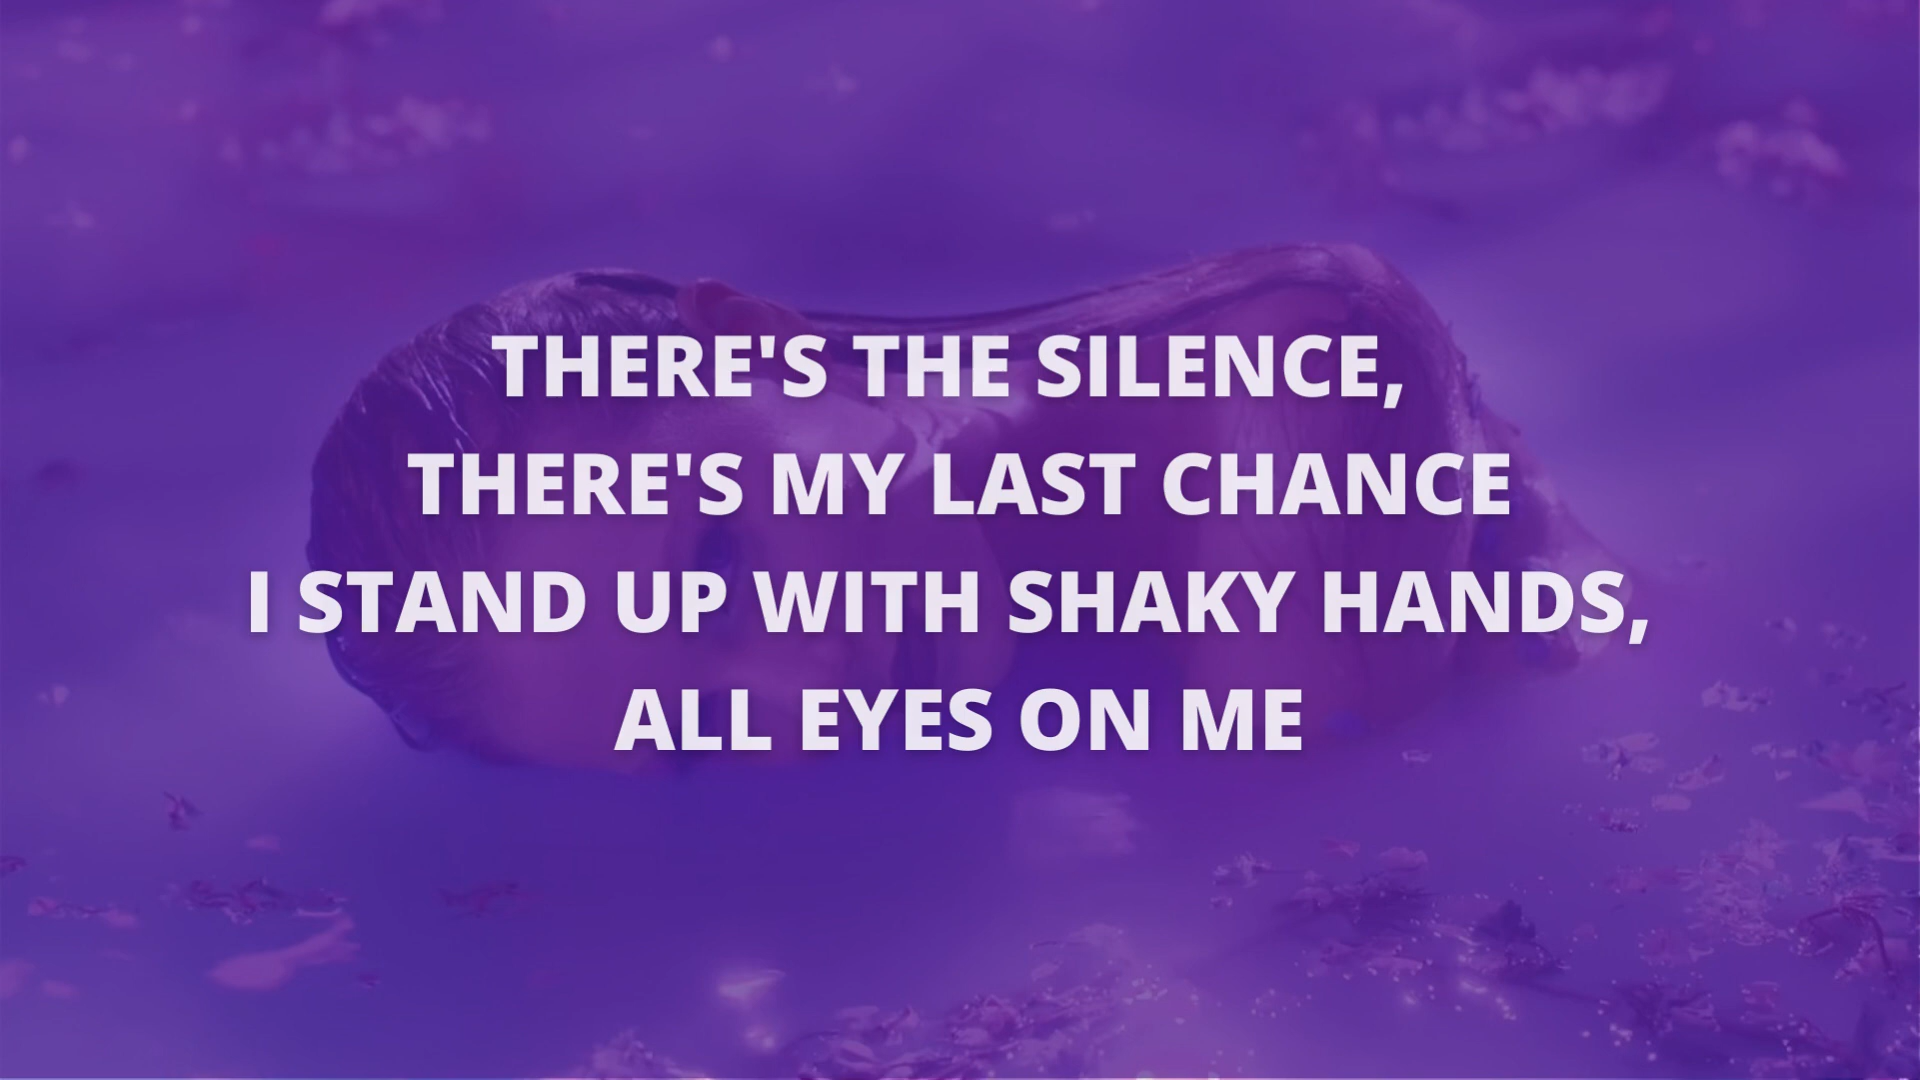 THERE'S THE SILENCE,
THERE'S MY LAST CHANCE
I STAND UP WITH SHAKY HANDS,
ALL EYES ON ME